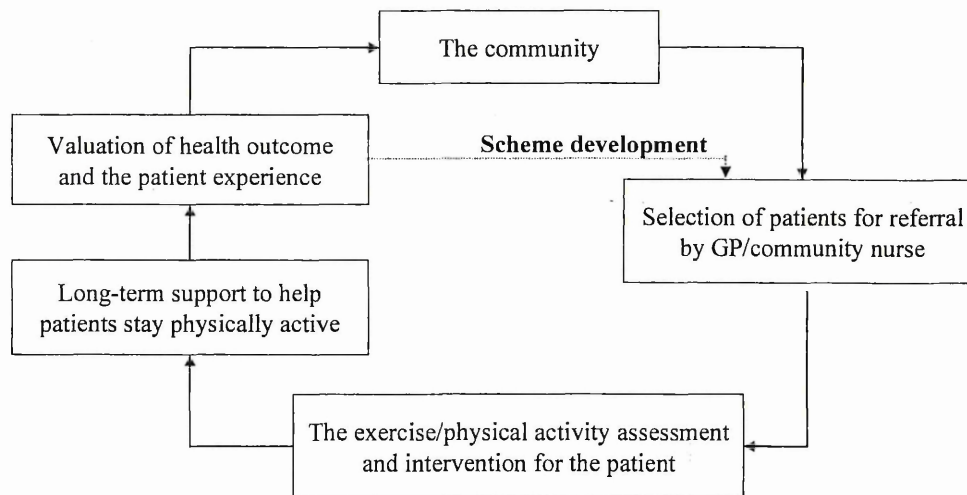 The community
Valuation of health outcome
and the patient experience
Scheme development
Selection of patients for referral
by GP/community nurse
Long-term support to help
patients stay physically active
The exercise/physical activity assessment
and intervention for the patient